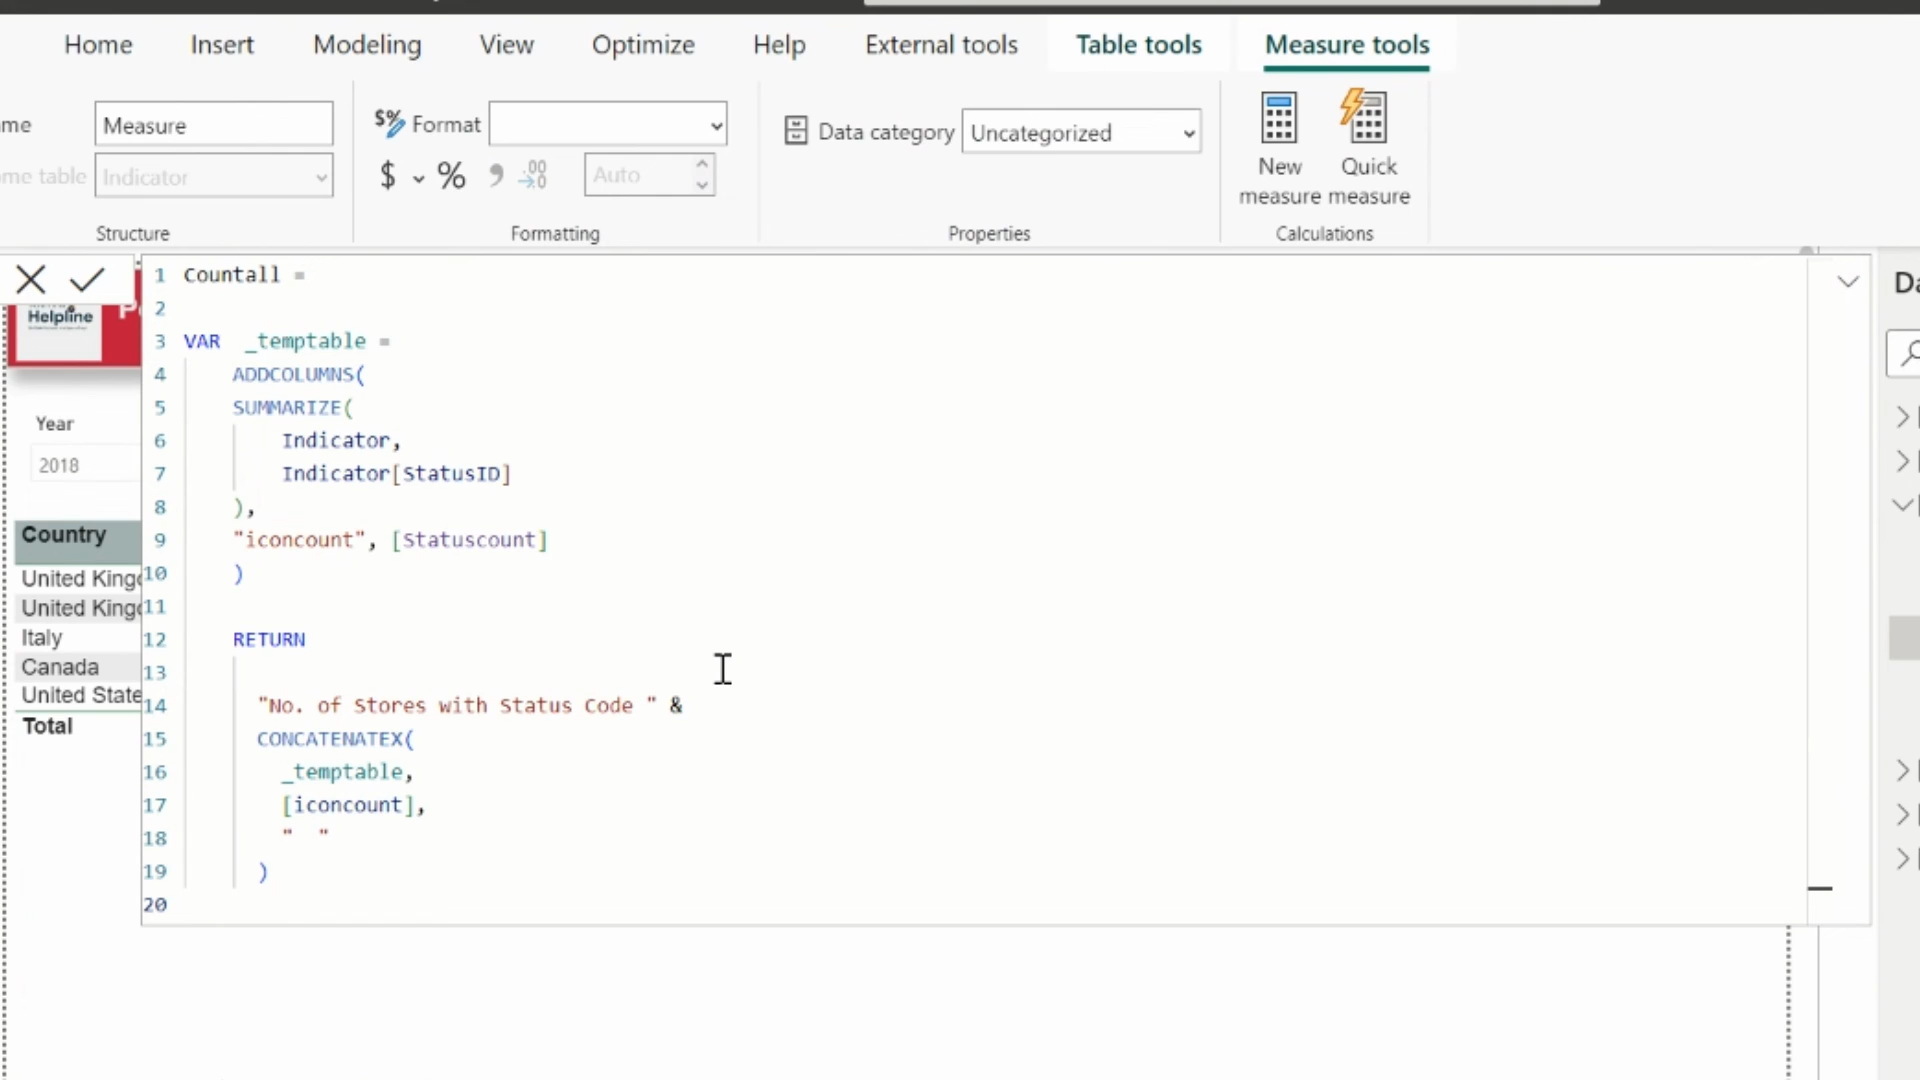 Home Insert Modeling View Optimize Help External tools Table tools Measure tools
me Measure
$% Format
Data category Uncategorized
me table Indicator
$ % , .00 Auto
New measure
Quick measure
Structure Formatting Properties Calculations
1 Countall =
2
3 VAR _temptable =
4 ADDCOLUMNS(
5 SUMMARIZE(
6 Indicator,
7 Indicator[StatusID]
8 ),
9 "iconcount", [Statuscount]
10 )
11
12 RETURN
13
14 "No. of Stores with Status Code " &
15 CONCATENATEX(
16 _temptable,
17 [iconcount],
18 " "
19 )
20
Helpline
Year
2018
Country
United King
United King
Italy
Canada
United State
Total
Da